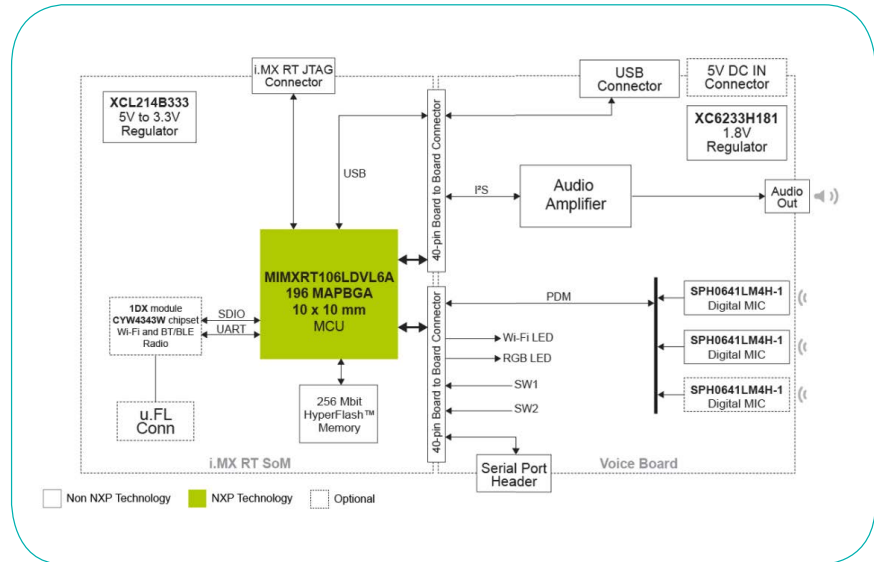 i.MX RT JTAG
Connector
XCL214B333
5V to 3.3V
Regulator
USB
Connector
5V DC IN
Connector
XC6233H181
1.8V
Regulator
USB
40-pin Board to Board Connector
I²S
Audio
Amplifier
Audio
Out
MIMXRT106LDVL6A
196 MAPBGA
10 x 10 mm
MCU
1DX module
CYW4343W chipset
Wi-Fi and BT/BLE
Radio
SDIO
UART
u.FL
Conn
256 Mbit
HyperFlash™
Memory
40-pin Board to Board Connector
PDM
Wi-Fi LED
RGB LED
SW1
SW2
SPH0641LM4H-1
Digital MIC
SPH0641LM4H-1
Digital MIC
SPH0641LM4H-1
Digital MIC
Serial Port
Header
i.MX RT SoM
Voice Board
Non NXP Technology
NXP Technology
Optional